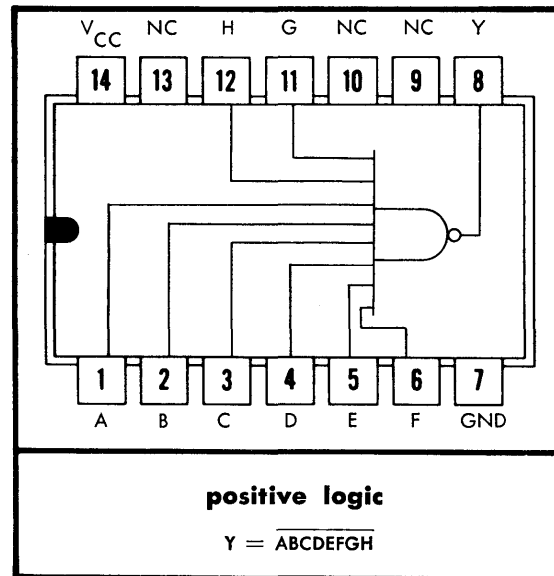 VCC NC H G NC NC Y
14 13 12 11 10 9 8
1 2 3 4 5 6 7
A B C D E F GND
positive logic
Y = ABCDEFGH